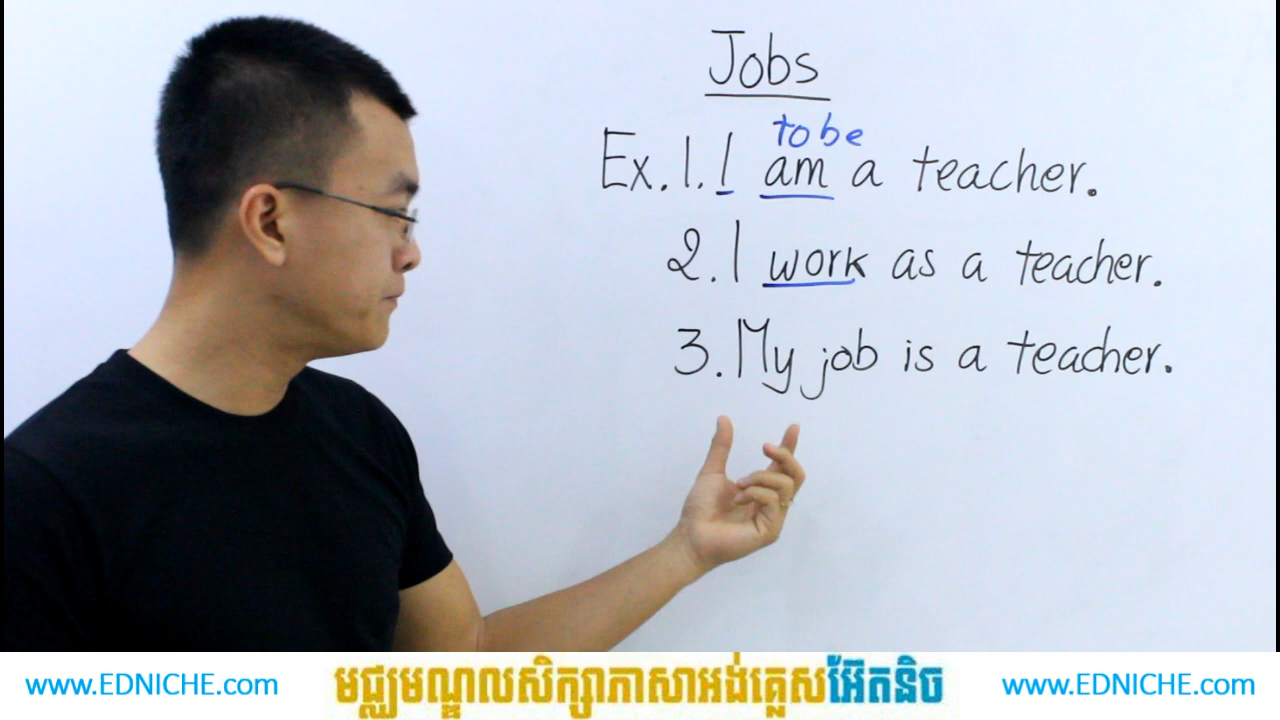 Jobs
to be
Ex. 1. I am a teacher.
2. I work as a teacher.
3. My job is a teacher.
www.EDNICHE.com មជ្ឈមណ្ឌលសិក្សាភាសាអង់គ្លេសអ៊ែតនិច www.EDNICHE.com